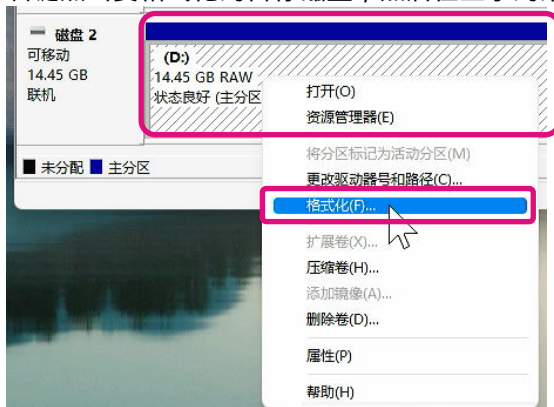 磁盘 2
可移动
14.45 GB
联机
(D:)
14.45 GB RAW
状态良好 (主分区
未分配 主分区
打开(O)
资源管理器(E)
将分区标记为活动分区(M)
更改驱动器号和路径(C)...
格式化(F)...
扩展卷(X)...
压缩卷(H)...
添加镜像(A)...
删除卷(D)...
属性(P)
帮助(H)